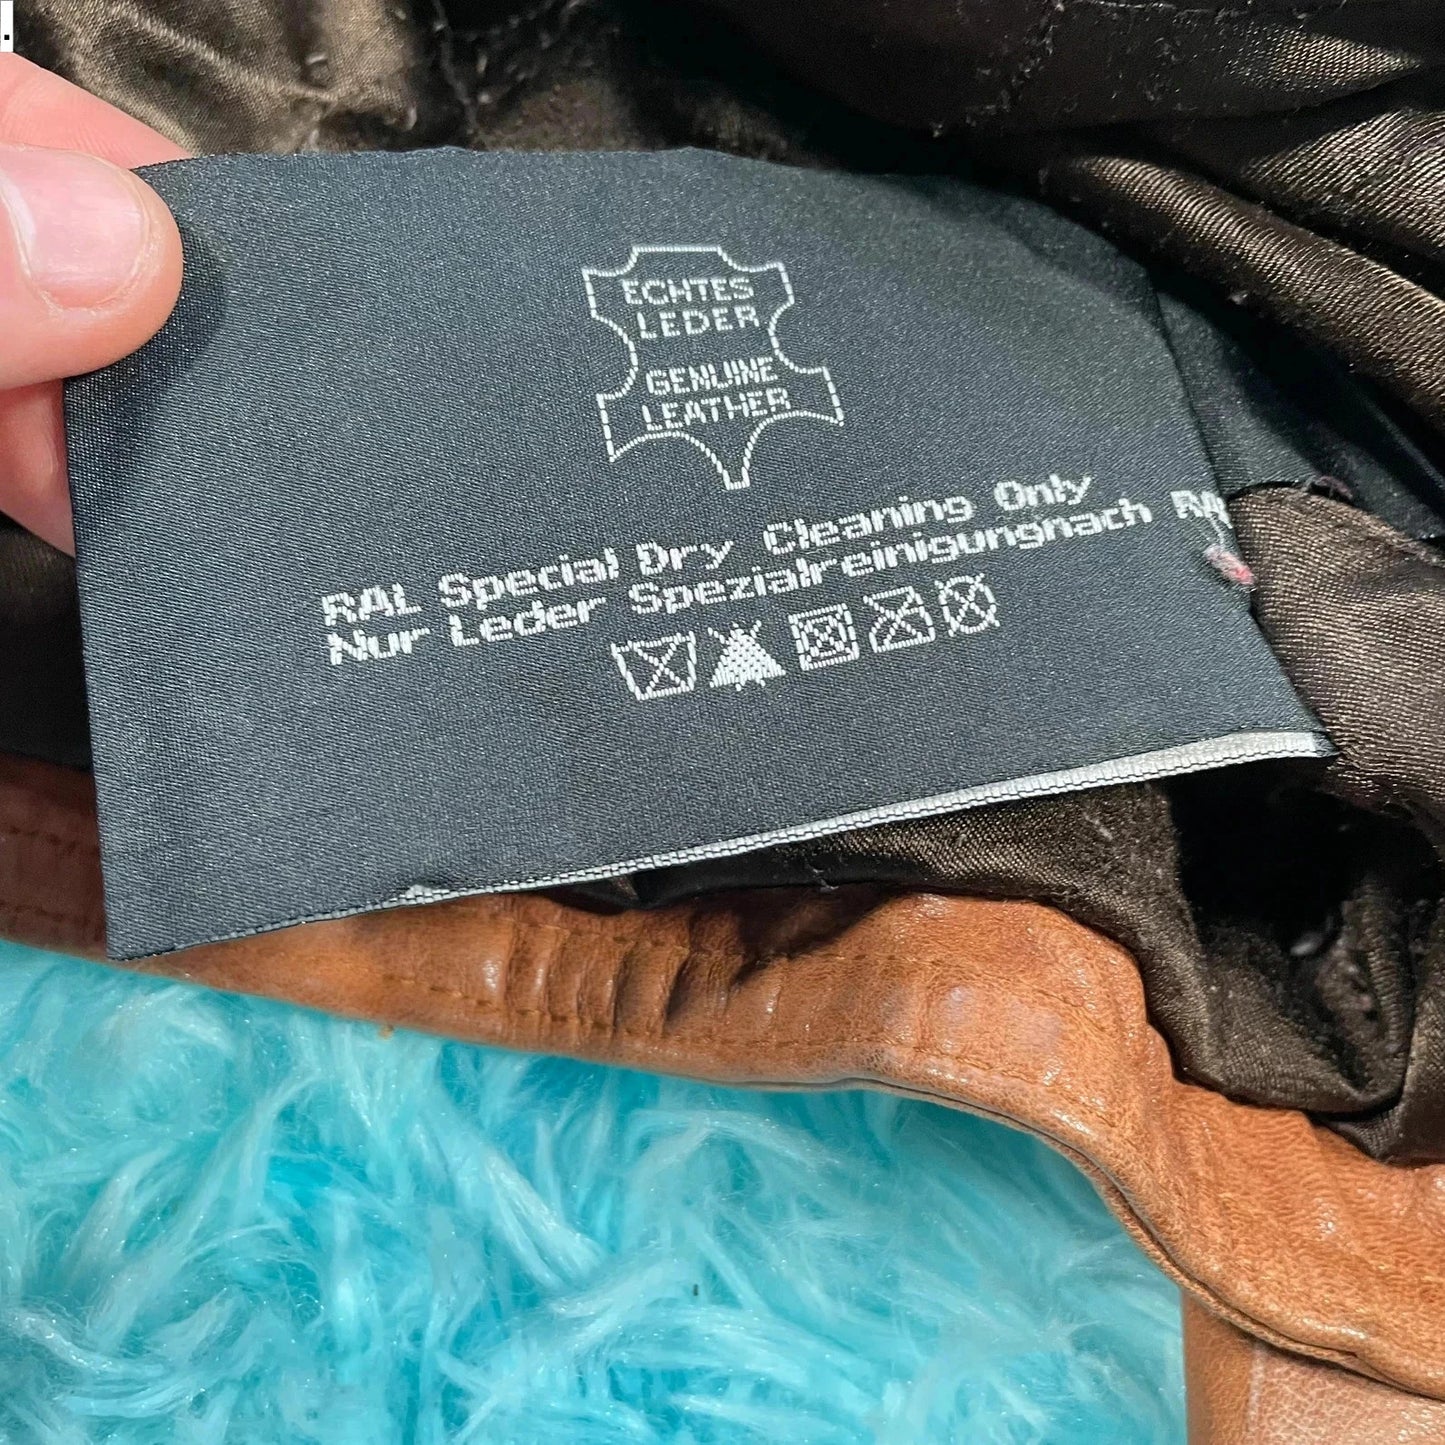 ECHTES
LEDER
GENUINE
LEATHER
RAL Special Dry Cleaning Only
Nur Leder Spezialreinigungnach